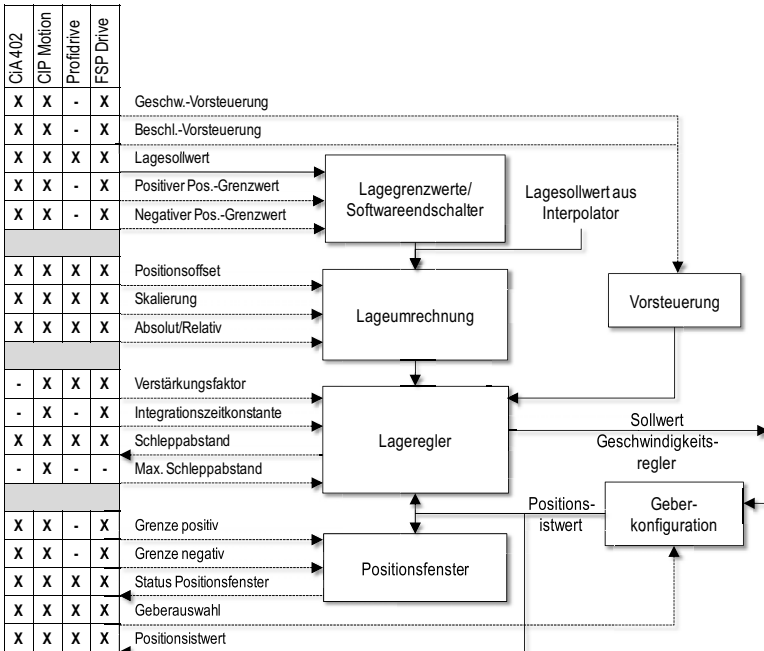 CiA 402 CIP Motion Profidrive FSP Drive
X X - X Geschw.-Vorsteuerung
X X - X Beschl.-Vorsteuerung
X X X X Lagesollwert
X X - X Positiver Pos.-Grenzwert
X X - X Negativer Pos.-Grenzwert
Lagegrenzwerte/
Softwareendschalter
Lagesollwert aus
Interpolator
X X X X Positionsoffset
X X X X Skalierung
X X X X Absolut/Relativ
Lageumrechnung
Vorsteuerung
- X X X Verstärkungsfaktor
- X - X Integrationszeitkonstante
X X X X Schleppabstand
- X - - Max. Schleppabstand
Lageregler
Sollwert
Geschwindigkeits-
regler
Positions-
istwert
Geber-
konfiguration
X X - X Grenze positiv
X X - X Grenze negativ
X X X X Status Positionsfenster
X X X X Geberauswahl
X X X X Positionsistwert
Positionsfenster